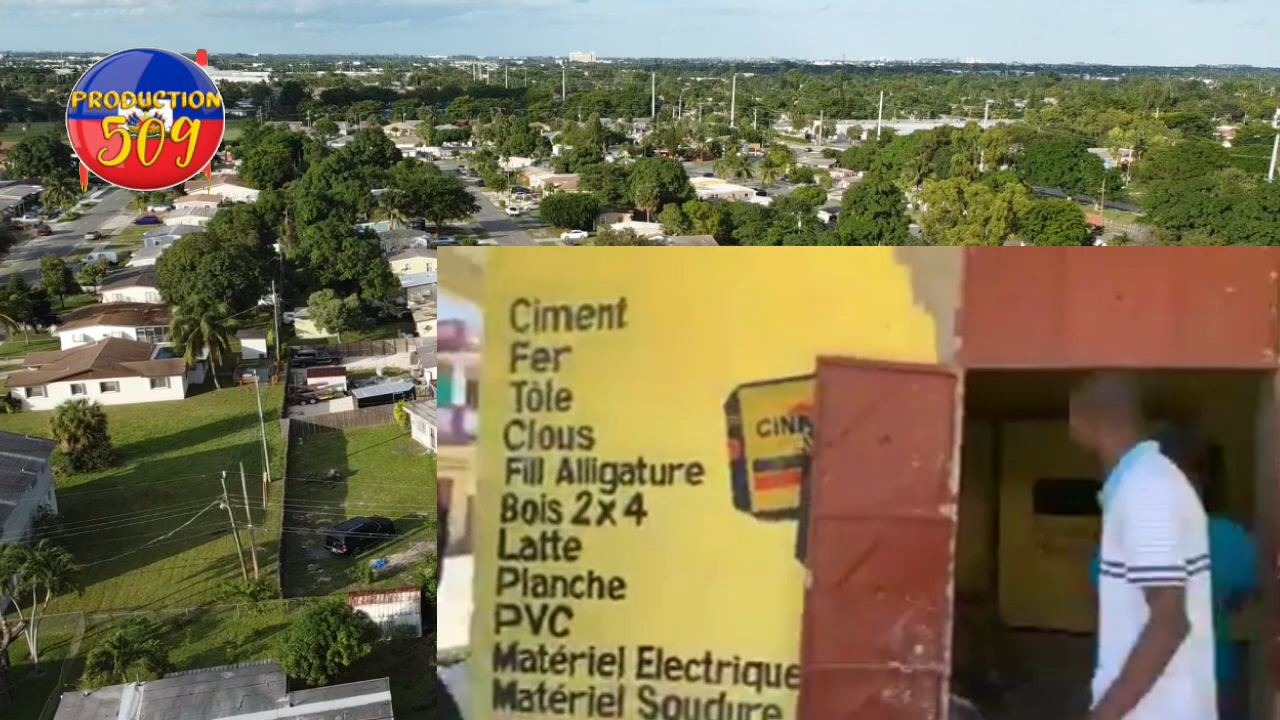 PRODUCTION
509
Ciment
Fer
Tôle
Clous
Fill Alligature
Bois 2x4
Latte
Planche
PVC
Matériel Electrique
Matériel Soudure